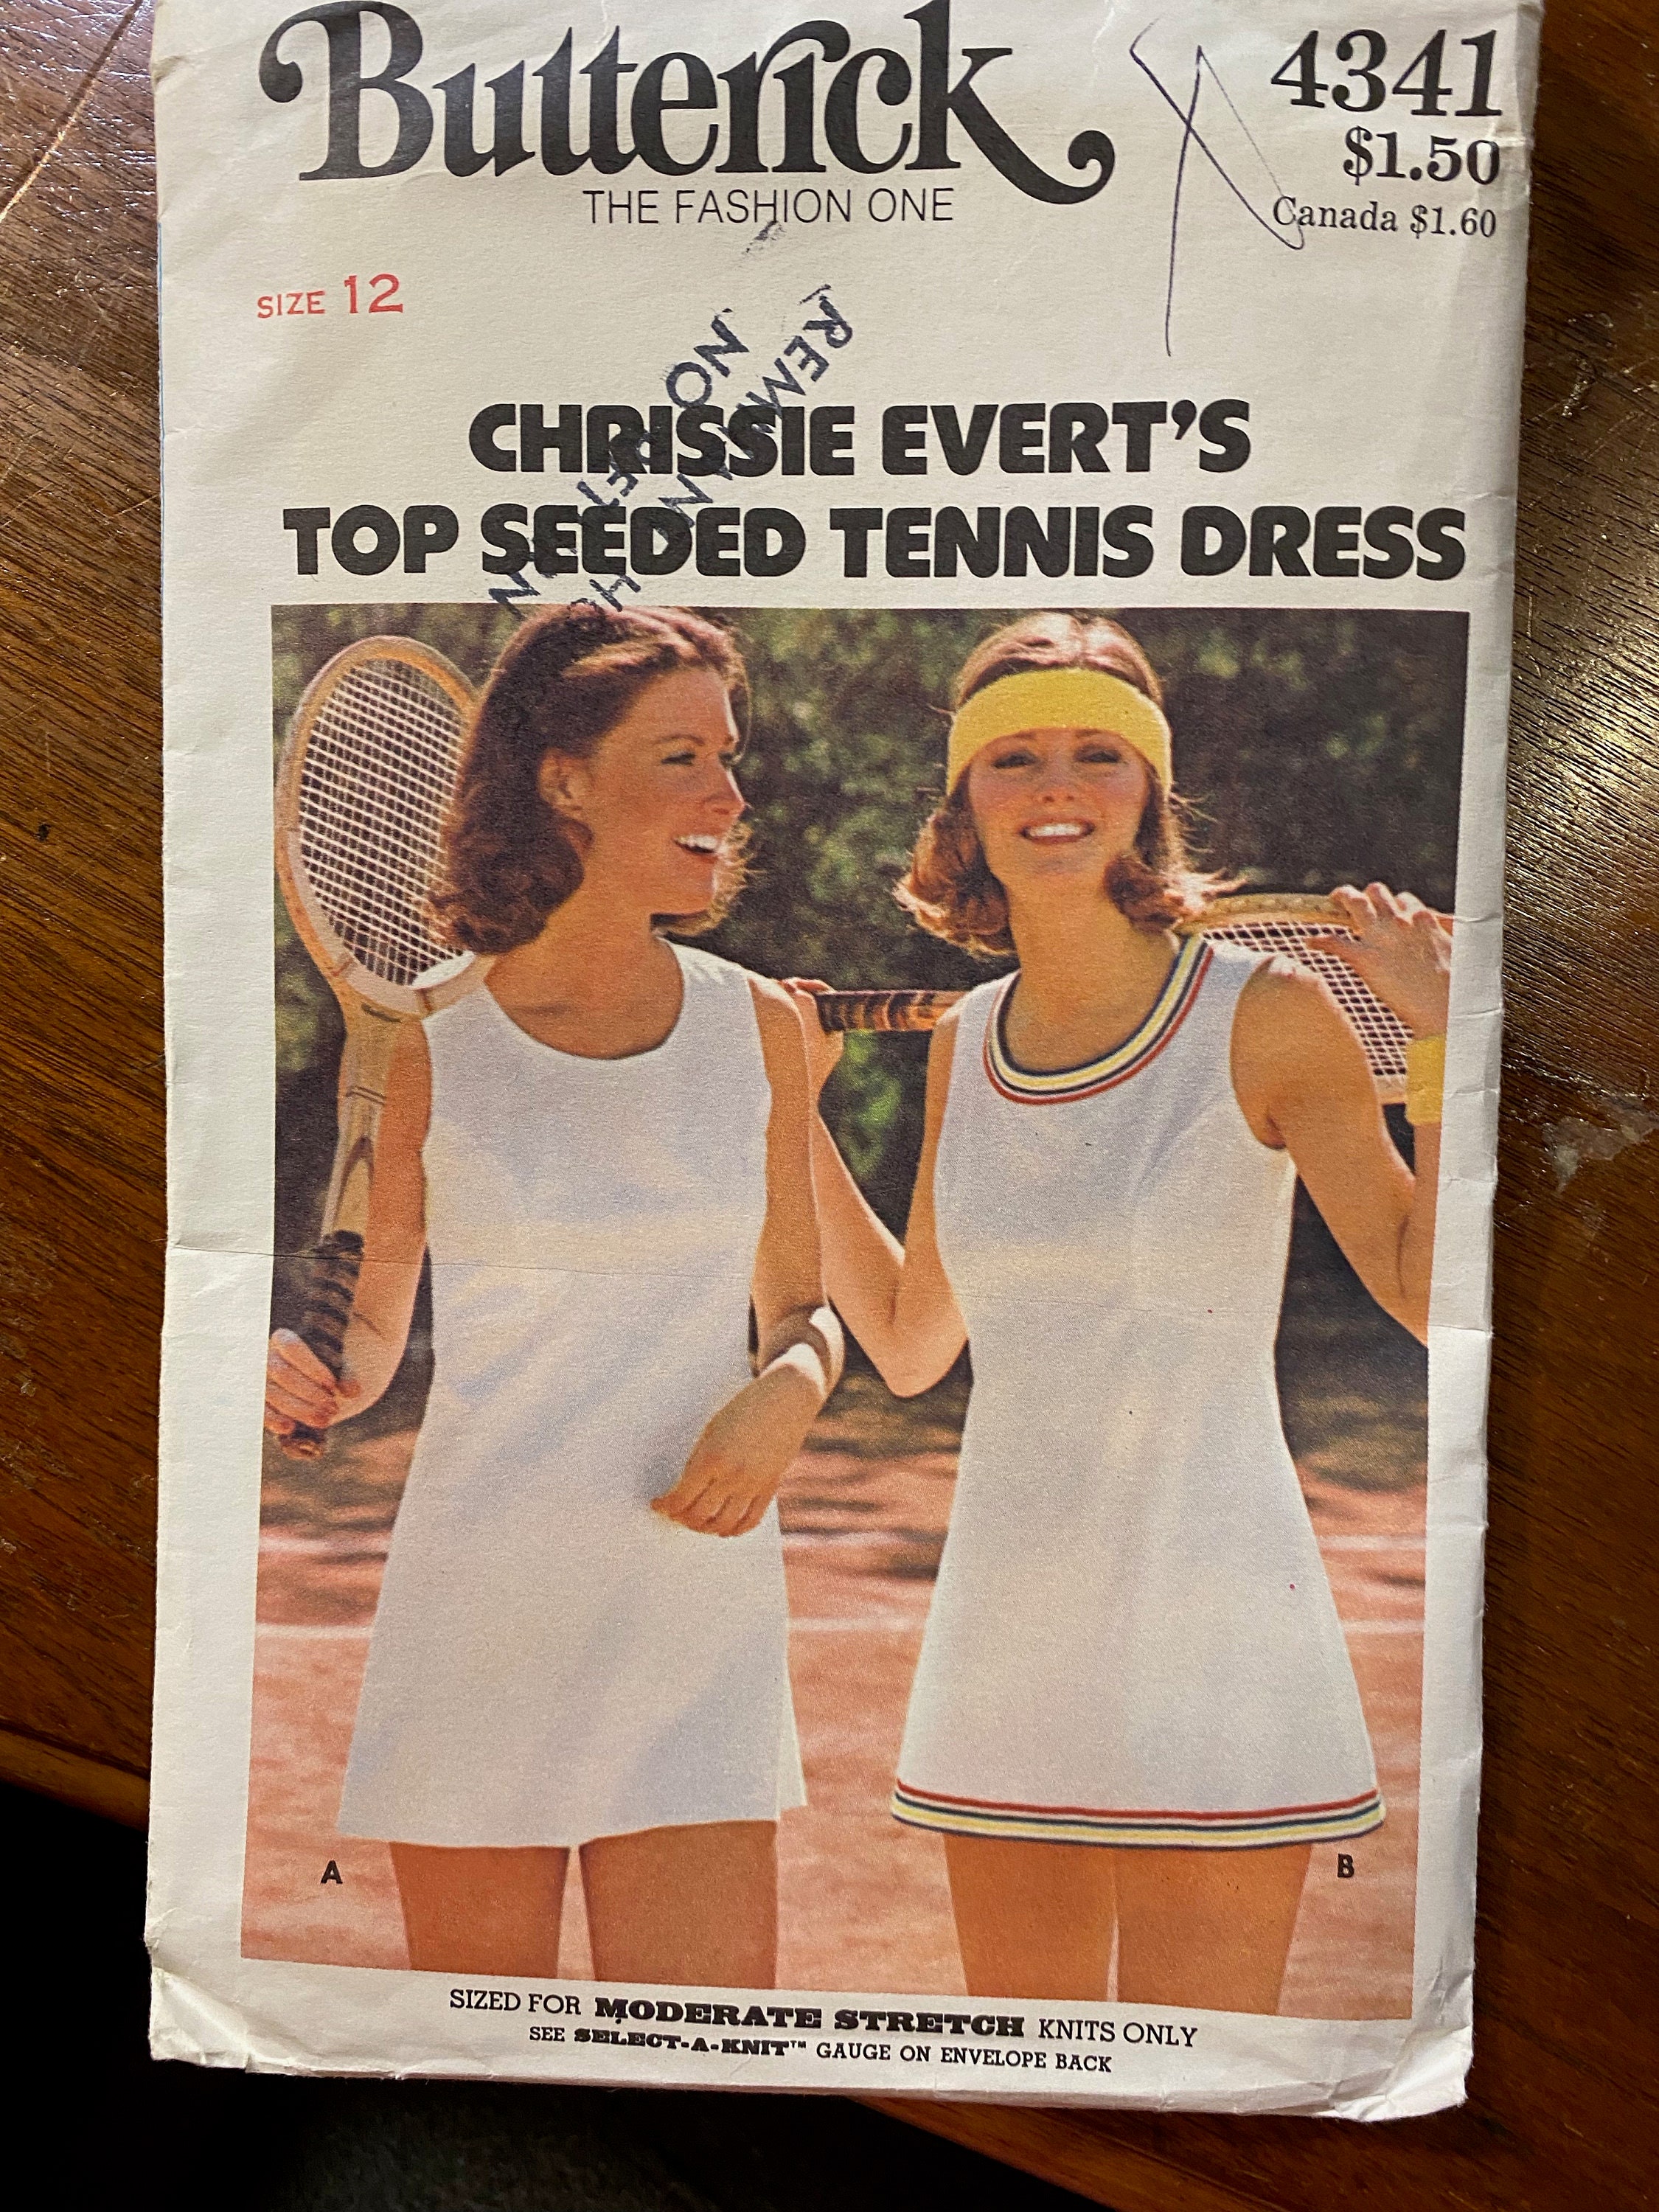 Butterick
THE FASHION ONE
4341
$1.50
Canada $1.60
SIZE 12
NO
CHRISSIE EVERT'S
TOP SEEDED TENNIS DRESS
A
B
SIZED FOR MODERATE STRETCH KNITS ONLY
SEE SELECT-A-KNIT™ GAUGE ON ENVELOPE BACK